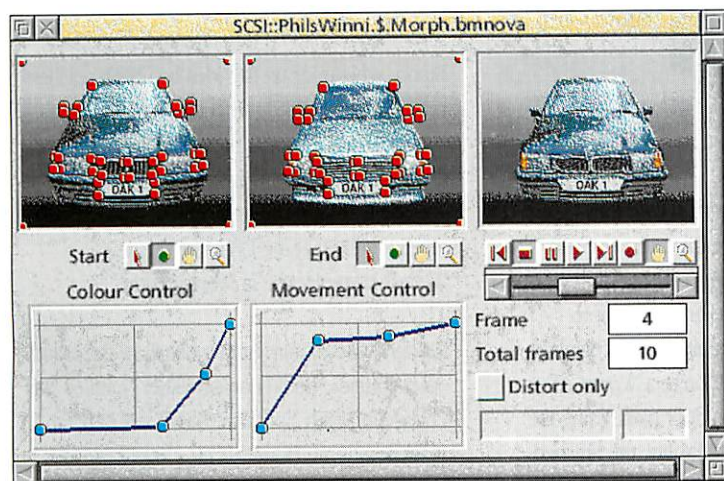 SCSI::PhilsWinni.$.Morph.bmnova
OAK 1
OAK 1
OAK 1
Start
End
Colour Control
Movement Control
Frame
4
Total frames
10
Distort only